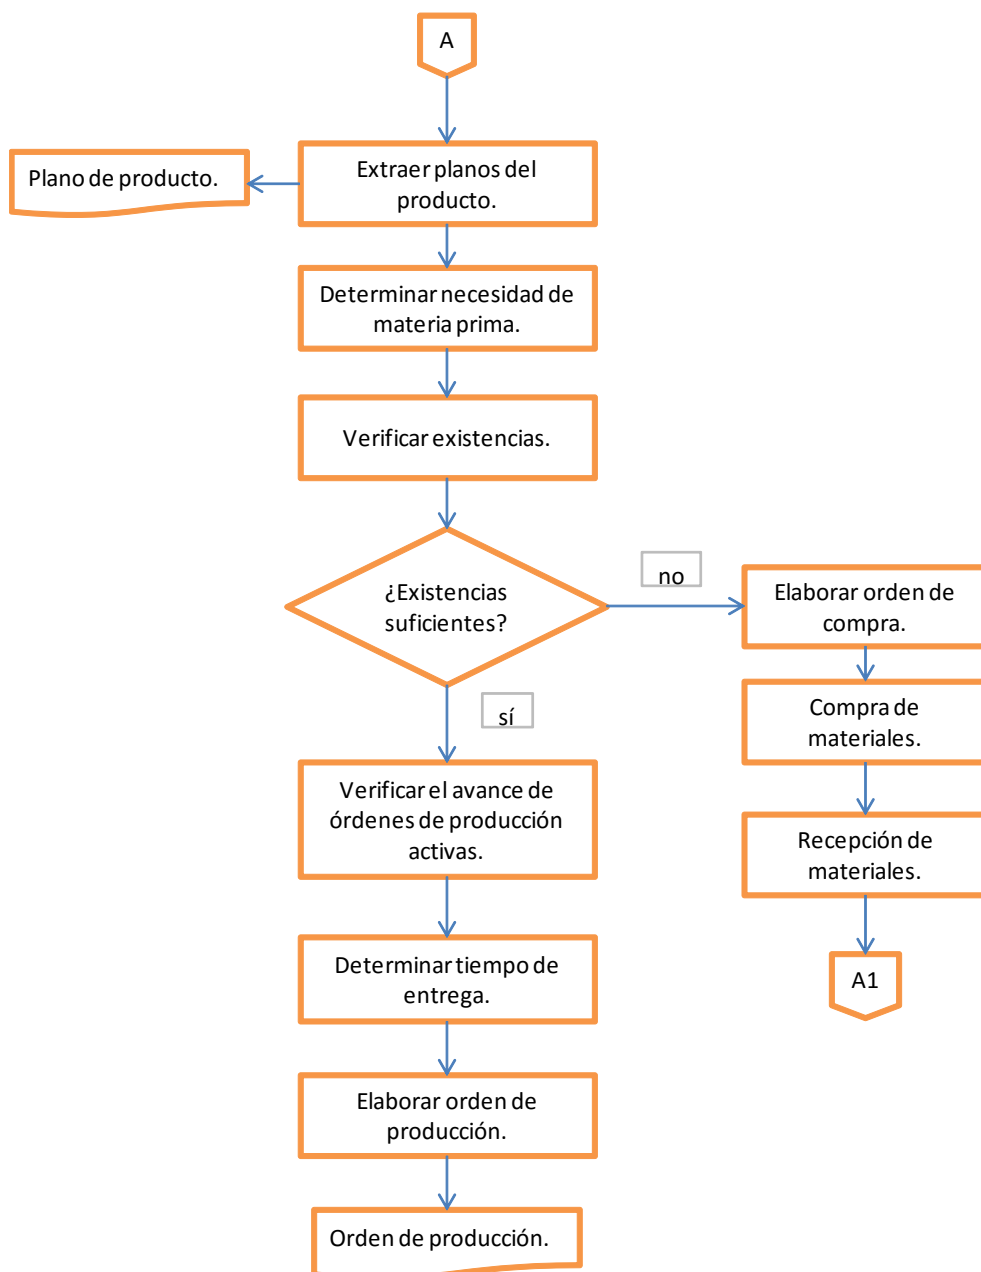 A
Plano de producto.
Extraer planos del
producto.
Determinar necesidad de
materia prima.
Verificar existencias.
¿Existencias
suficientes?
no
Elaborar orden de
compra.
sí
Compra de
materiales.
Verificar el avance de
órdenes de producción
activas.
Recepción de
materiales.
Determinar tiempo de
entrega.
A1
Elaborar orden de
producción.
Orden de producción.